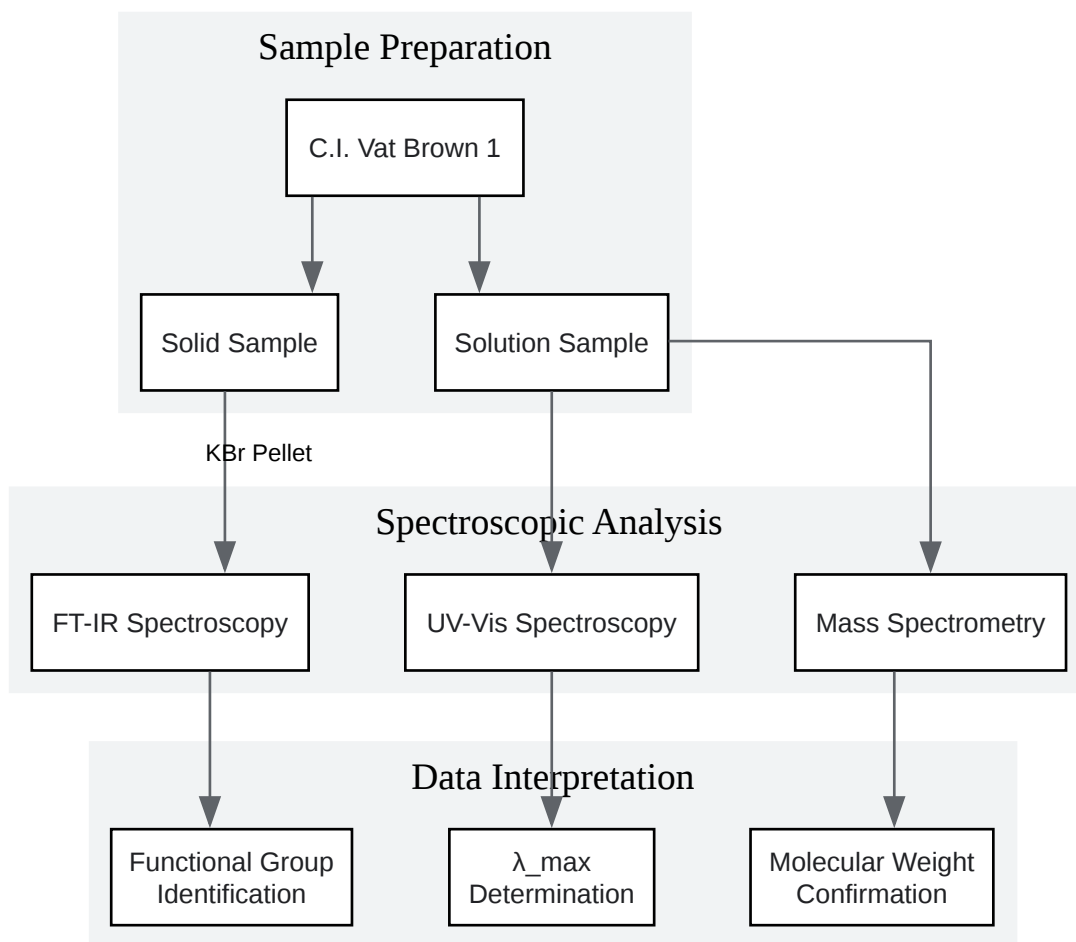 Sample Preparation
C.I. Vat Brown 1
Solid Sample
Solution Sample
KBr Pellet
Spectroscopic Analysis
FT-IR Spectroscopy
UV-Vis Spectroscopy
Mass Spectrometry
Data Interpretation
Functional Group
Identification
λ_max
Determination
Molecular Weight
Confirmation